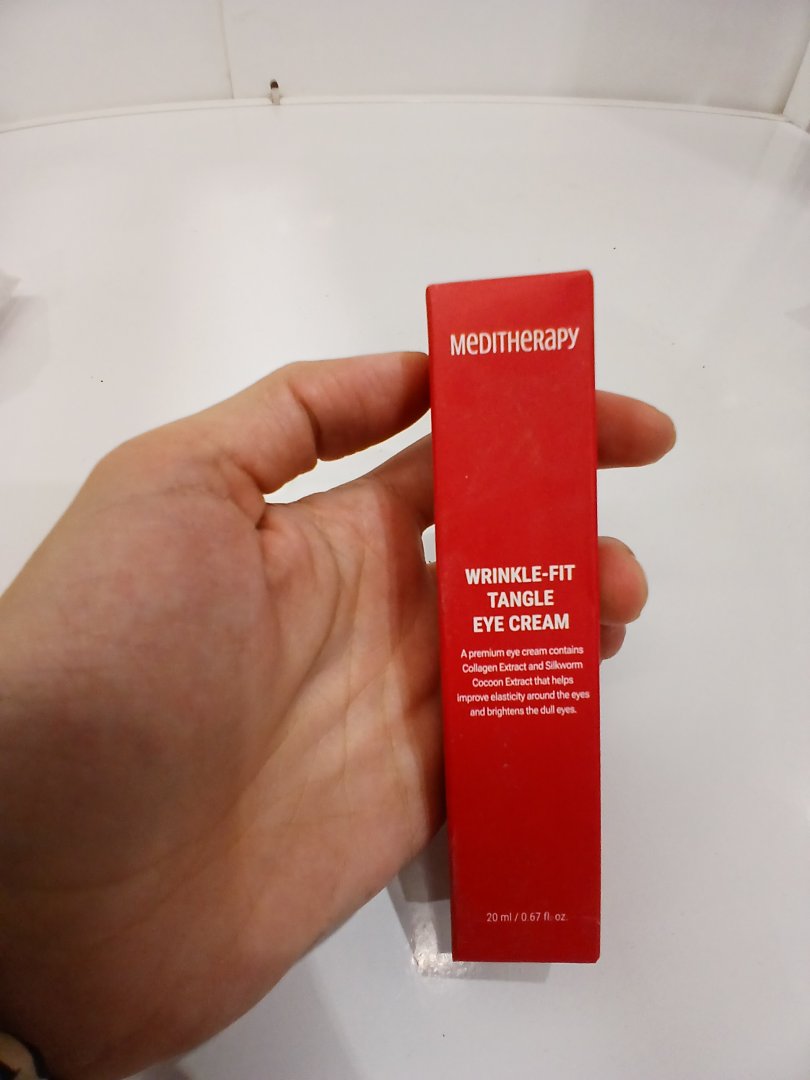 MEDITHERAPY
WRINKLE-FIT
TANGLE
EYE CREAM
A premium eye cream contains
Collagen Extract and Silkworm
Cocoon Extract that helps
improve elasticity around the eyes
and brightens the dull eyes.
20 ml / 0.67 fl. oz.